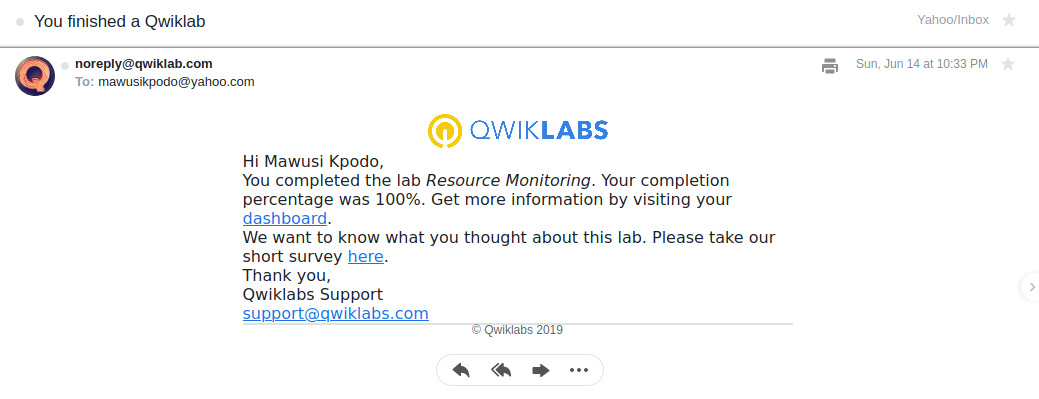 You finished a Qwiklab
Yahoo/Inbox
noreply@qwiklab.com
Sun, Jun 14 at 10:33 PM
To: mawusikpodo@yahoo.com
QWIKLABS
Hi Mawusi Kpodo,
You completed the lab Resource Monitoring. Your completion
percentage was 100%. Get more information by visiting your
dashboard.
We want to know what you thought about this lab. Please take our
short survey here.
Thank you,
Qwiklabs Support
support@qwiklabs.com
© Qwiklabs 2019